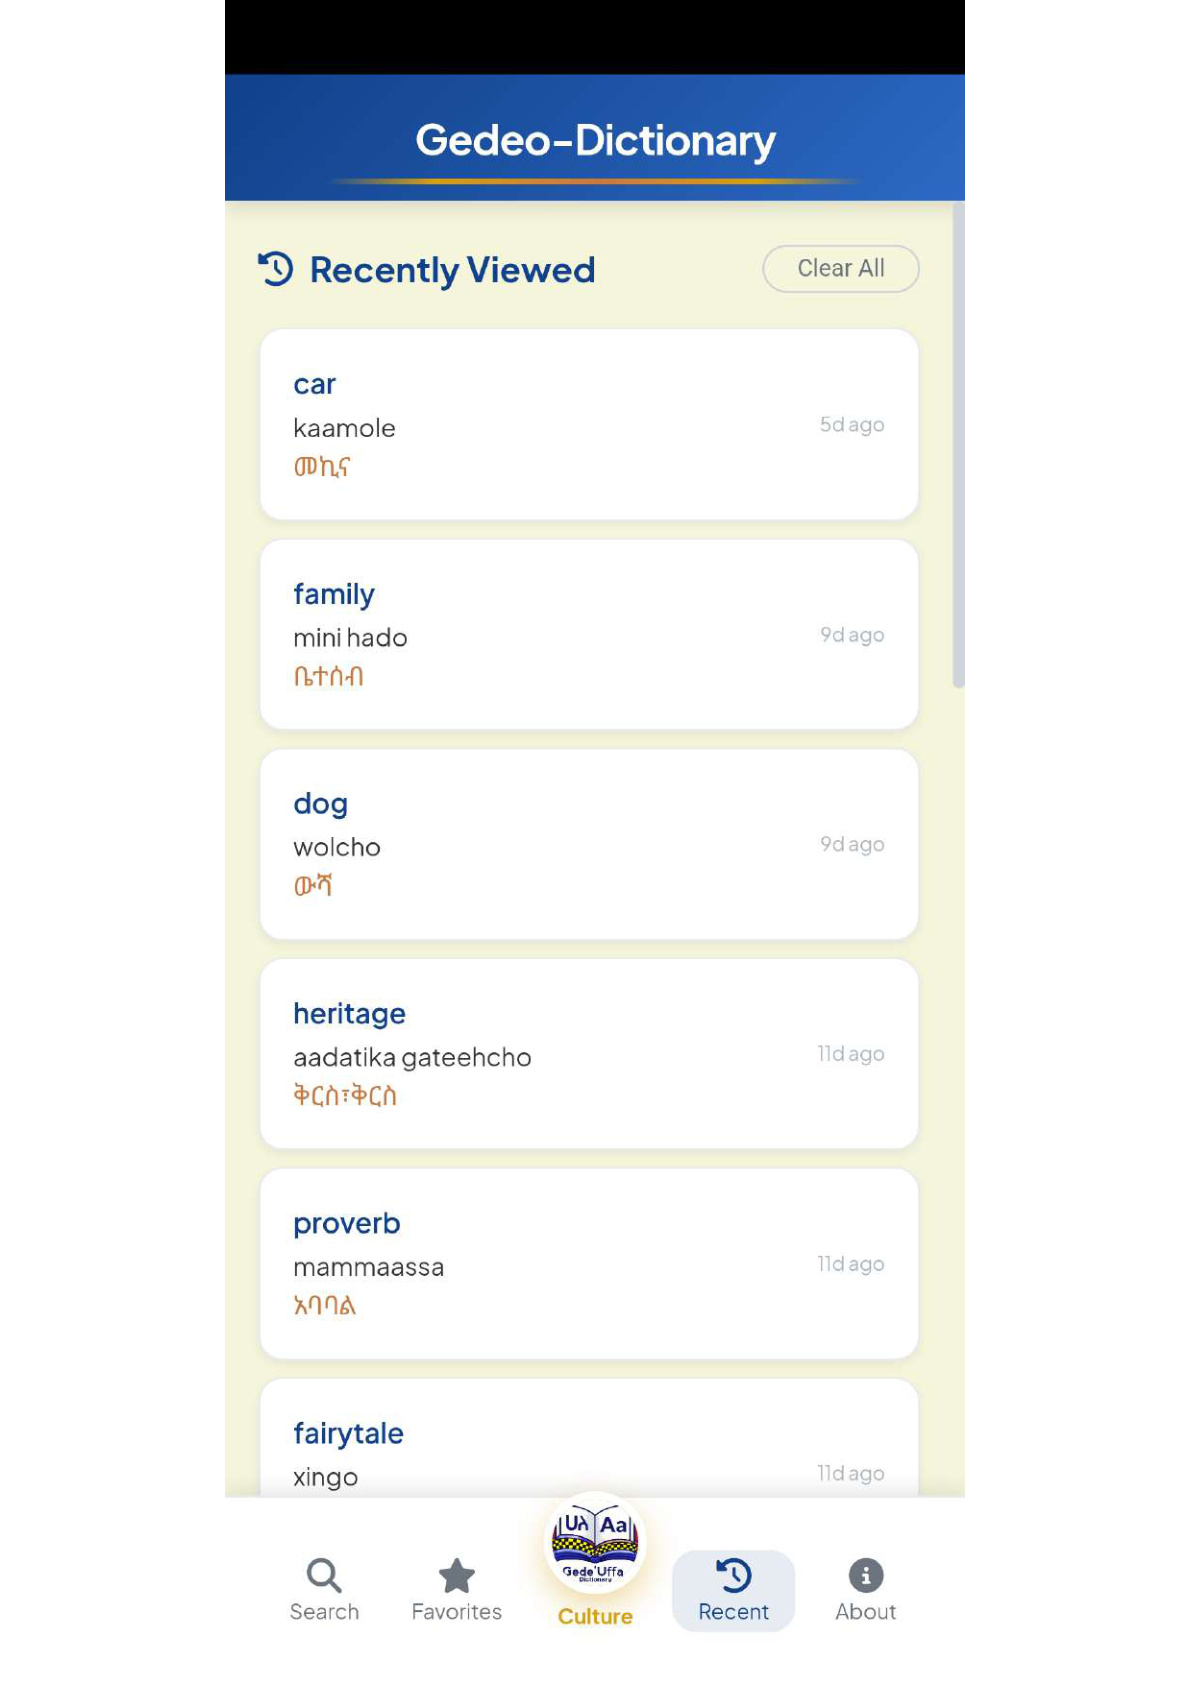 Gedeo-Dictionary
Recently Viewed
Clear All
car
kaamole
5d ago
መኪና
family
mini hado
9d ago
ቤተሰብ
dog
wolcho
9d ago
ውሻ
heritage
aadatika gateehcho
11d ago
ቅርስ፣ቅርስ
proverb
mammaassa
11d ago
አባባል
fairytale
xingo
11d ago
Aa
Gede'Uffa
Dictionary
Search
Favorites
Culture
Recent
About